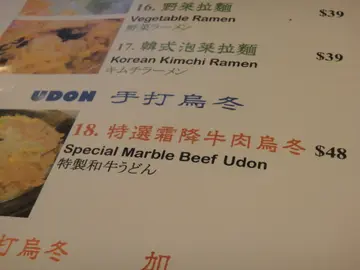 16. 野菜拉麵 $39
Vegetable Ramen
野菜ラーメン
17. 韓式泡菜拉麵 $39
Korean Kimchi Ramen
キムチラーメン
UDON 手打烏冬
18. 特選霜降牛肉烏冬 $48
Special Marble Beef Udon
特製和牛うどん
打烏冬
加